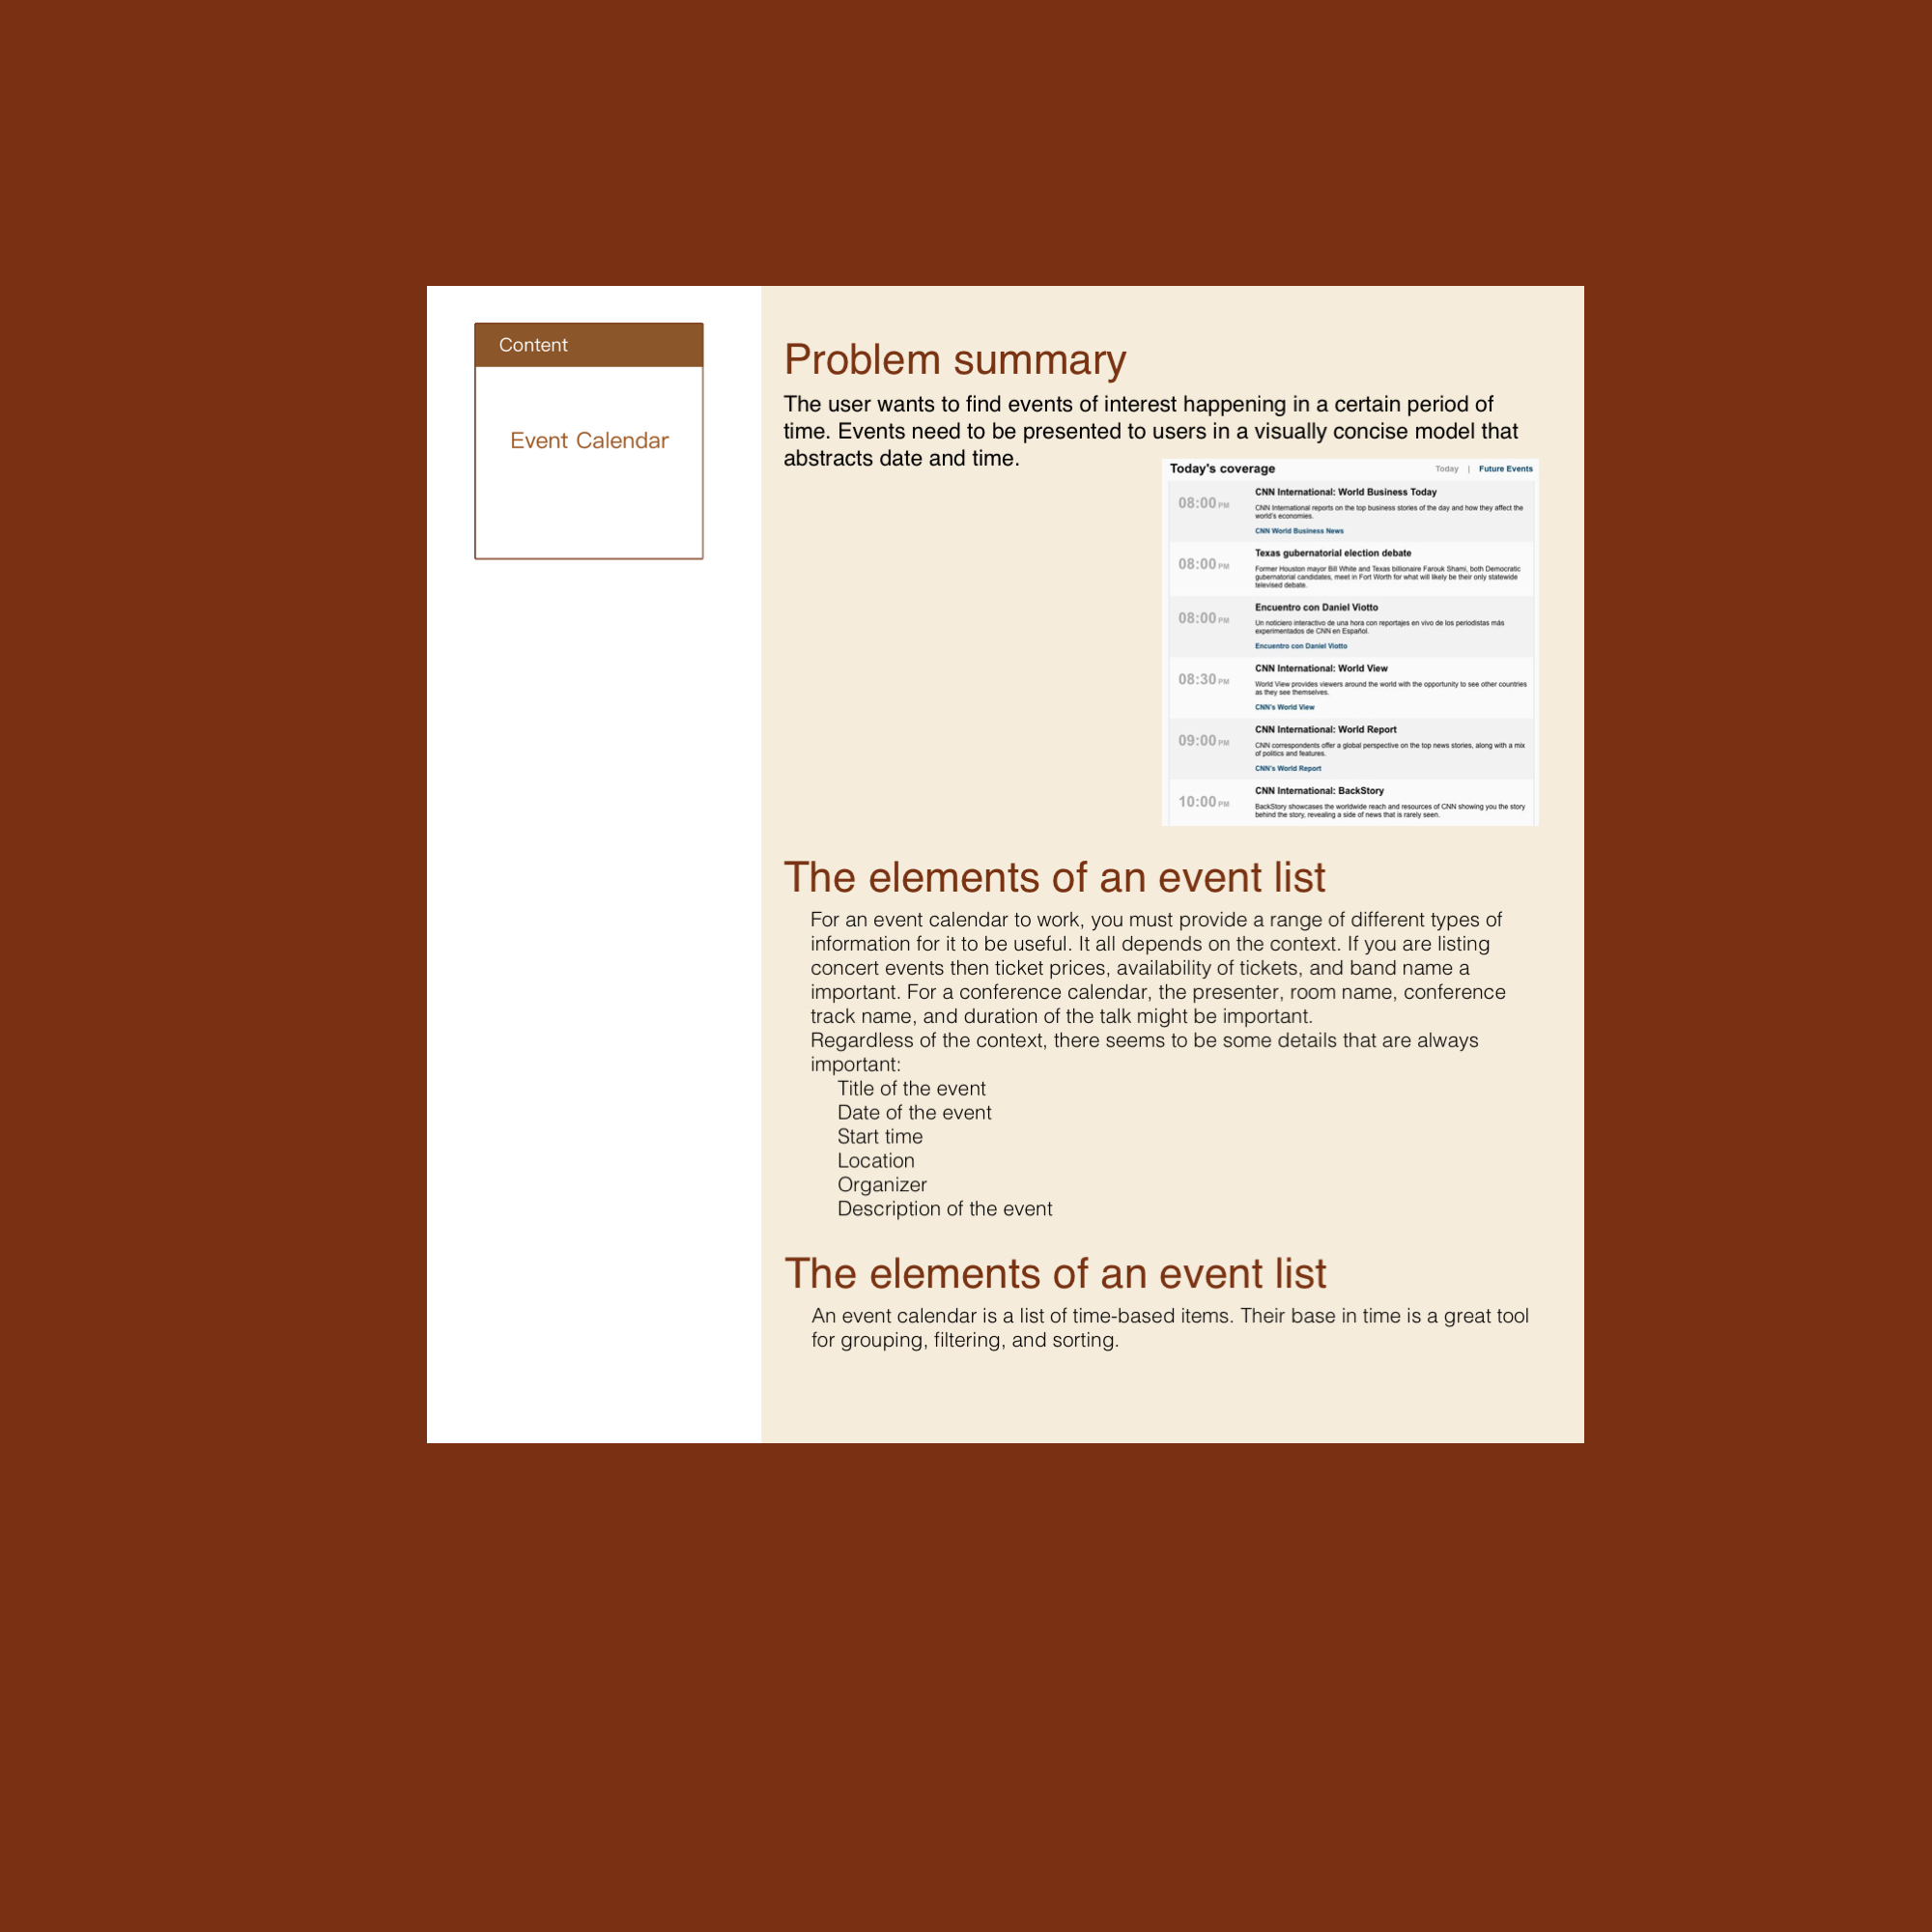 Content
Event Calendar
Problem summary
The user wants to find events of interest happening in a certain period of
time. Events need to be presented to users in a visually concise model that
abstracts date and time.
Today's coverage
Today | Future Events
08:00 PM
CNN International: World Business Today
CNN International reports on the top business stories of the day and how they affect the
world's economies.
CNN World Business News
08:00 PM
Texas gubernatorial election debate
Former Houston mayor Bill White and Texas billionaire Farouk Shami, both Democratic
gubernatorial candidates, meet in Fort Worth for what will likely be their only statewide
televised debate.
08:00 PM
Encuentro con Daniel Viotto
Un noticiero interactivo de una hora con reportajes en vivo de los periodistas más
experimentados de CNN en Español.
Encuentro con Daniel Viotto
08:30 PM
CNN International: World View
World View provides viewers around the world with the opportunity to see other countries
as they see themselves.
CNN's World View
09:00 PM
CNN International: World Report
CNN correspondents offer a global perspective on the top news stories, along with a mix
of politics and features.
CNN's World Report
10:00 PM
CNN International: BackStory
BackStory showcases the worldwide reach and resources of CNN showing you the story
behind the story, revealing a side of news that is rarely seen.
The elements of an event list
For an event calendar to work, you must provide a range of different types of
information for it to be useful. It all depends on the context. If you are listing
concert events then ticket prices, availability of tickets, and band name a
important. For a conference calendar, the presenter, room name, conference
track name, and duration of the talk might be important.
Regardless of the context, there seems to be some details that are always
important:
Title of the event
Date of the event
Start time
Location
Organizer
Description of the event
The elements of an event list
An event calendar is a list of time-based items. Their base in time is a great tool
for grouping, filtering, and sorting.